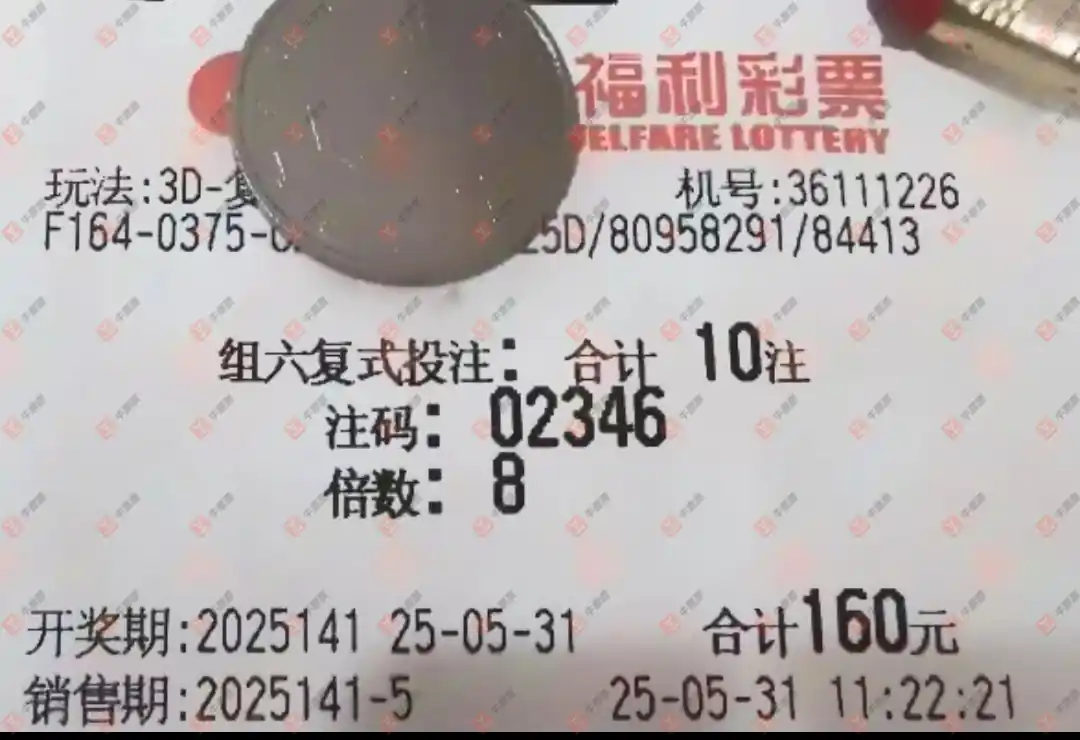 福利彩票
ELFARE LOTTERY
玩法:3D-复 机号:36111226
F164-0375- 25D/80958291/84413
组六复式投注: 合计 10注
注码: 02346
倍数: 8
开奖期:2025141 25-05-31 合计160元
销售期:2025141-5 25-05-31 11:22:21